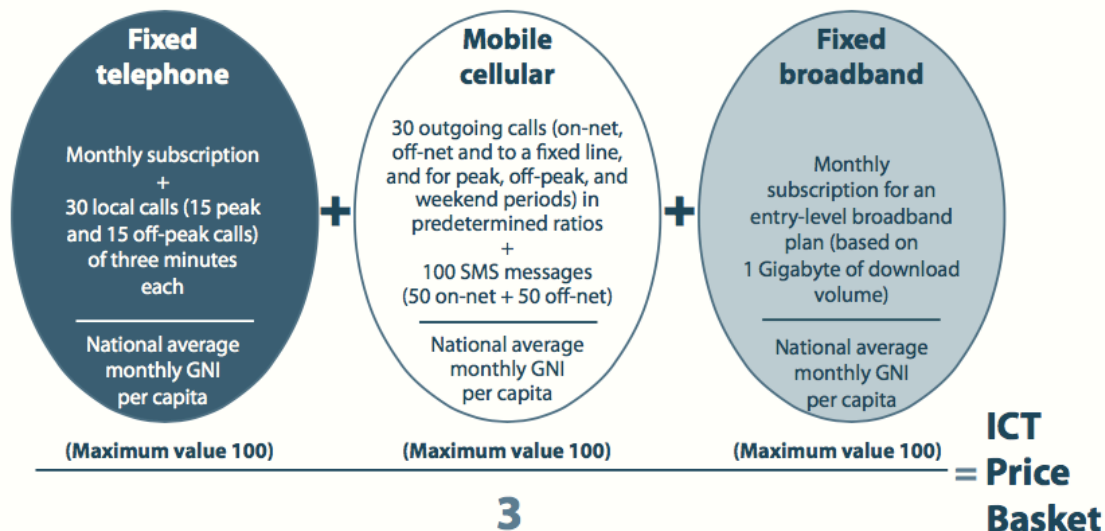 Fixed
telephone
Monthly subscription
+
30 local calls (15 peak
and 15 off-peak calls)
of three minutes
each
National average
monthly GNI
per capita
(Maximum value 100)
+
Mobile
cellular
30 outgoing calls (on-net,
off-net and to a fixed line,
and for peak, off-peak, and
weekend periods) in
predetermined ratios
+
100 SMS messages
(50 on-net + 50 off-net)
National average
monthly GNI
per capita
(Maximum value 100)
+
Fixed
broadband
Monthly
subscription for an
entry-level broadband
plan (based on
1 Gigabyte of download
volume)
National average
monthly GNI
per capita
(Maximum value 100)
3
=
ICT
Price
Basket